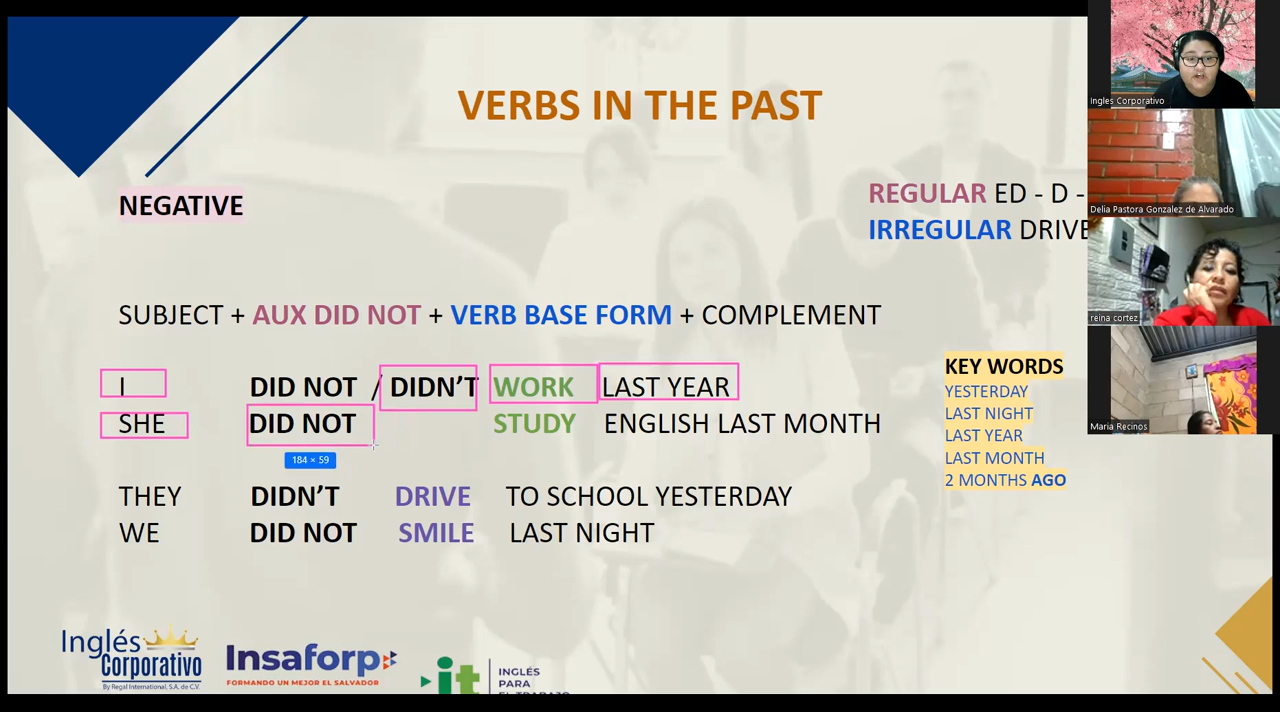 VERBS IN THE PAST
NEGATIVE
REGULAR ED - D -
IRREGULAR DRIVE
SUBJECT + AUX DID NOT + VERB BASE FORM + COMPLEMENT
I DID NOT / DIDN'T WORK LAST YEAR
SHE DID NOT STUDY ENGLISH LAST MONTH
184 × 59
THEY DIDN'T DRIVE TO SCHOOL YESTERDAY
WE DID NOT SMILE LAST NIGHT
KEY WORDS
YESTERDAY
LAST NIGHT
LAST YEAR
LAST MONTH
2 MONTHS AGO
Ingles Corporativo
Delia Pastora Gonzalez de Alvarado
reina cortez
Maria Recinos
Inglés
Corporativo
By Regal International, S.A. de C.V.
Insaforp
FORMANDO UN MEJOR EL SALVADOR
it
INGLÉS
PARA
EL TRABAJO